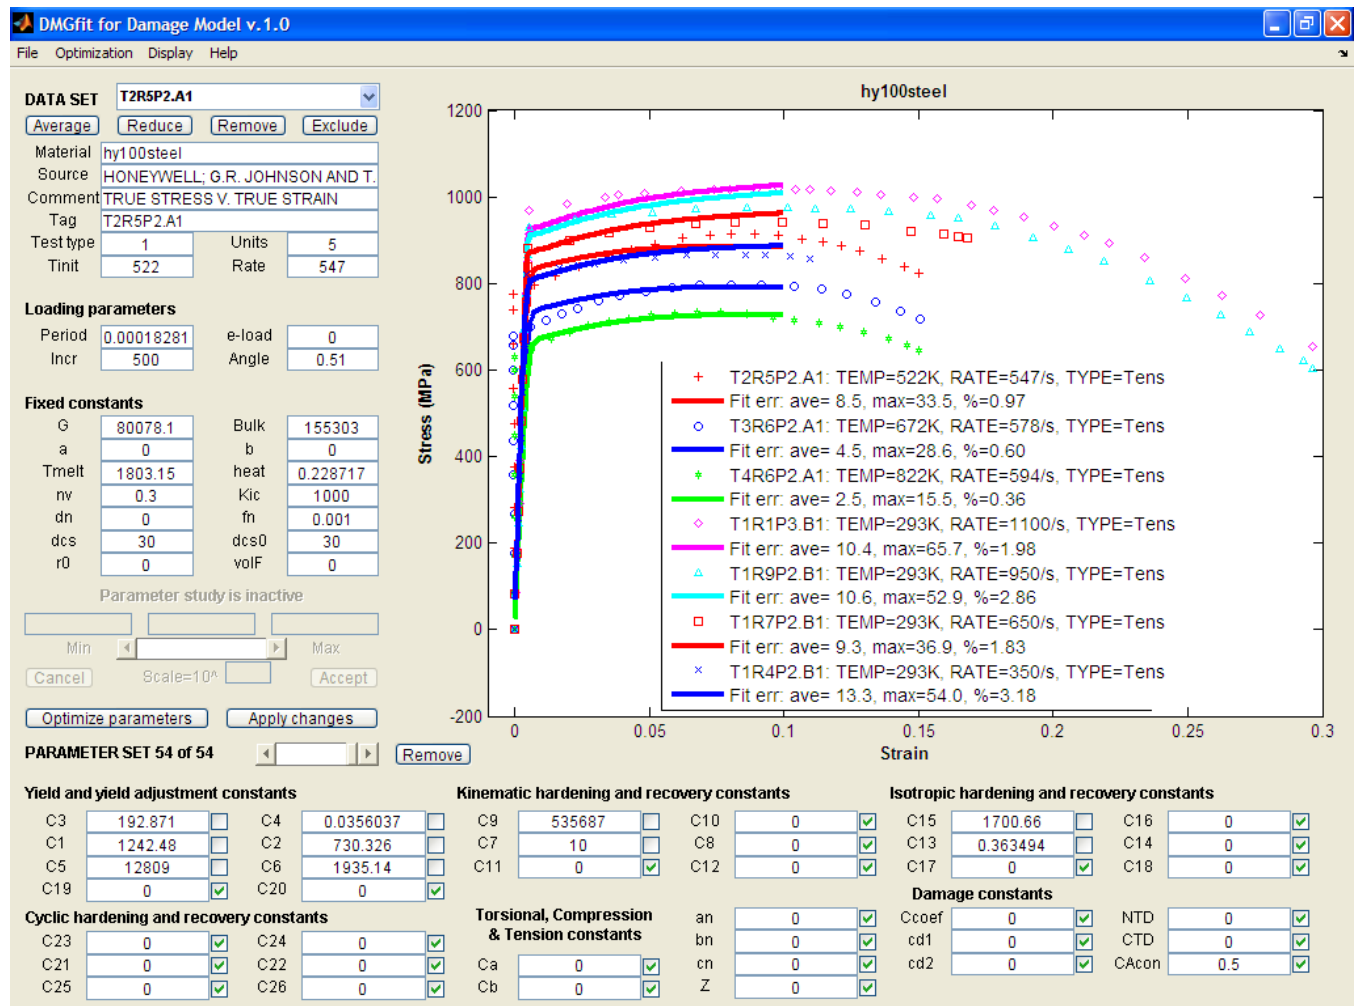 DMGfit for Damage Model v.1.0
File Optimization Display Help
DATA SET T2R5P2.A1
Average Reduce Remove Exclude
Material hy100steel
Source HONEYWELL; G.R. JOHNSON AND T.
Comment TRUE STRESS V. TRUE STRAIN
Tag T2R5P2.A1
Test type 1 Units 5
Tinit 522 Rate 547
Loading parameters
Period 0.00018281 e-load 0
Incr 500 Angle 0.51
Fixed constants
G 80078.1 Bulk 155303
a 0 b 0
Tmelt 1803.15 heat 0.228717
nv 0.3 Kic 1000
dn 0 fn 0.001
dcs 30 dcs0 30
r0 0 volF 0
Parameter study is inactive
Min Max
Cancel Scale=10^ Accept
Optimize parameters Apply changes
PARAMETER SET 54 of 54 Remove
hy100steel
1200
1000
800
600
400
200
0
-200
Stress (MPa)
0 0.05 0.1 0.15 0.2 0.25 0.3
Strain
T2R5P2.A1: TEMP=522K, RATE=547/s, TYPE=Tens
Fit err: ave= 8.5, max=33.5, %=0.97
T3R6P2.A1: TEMP=672K, RATE=578/s, TYPE=Tens
Fit err: ave= 4.5, max=28.6, %=0.60
T4R6P2.A1: TEMP=822K, RATE=594/s, TYPE=Tens
Fit err: ave= 2.5, max=15.5, %=0.36
T1R1P3.B1: TEMP=293K, RATE=1100/s, TYPE=Tens
Fit err: ave= 10.4, max=65.7, %=1.98
T1R9P2.B1: TEMP=293K, RATE=950/s, TYPE=Tens
Fit err: ave= 10.6, max=52.9, %=2.86
T1R7P2.B1: TEMP=293K, RATE=650/s, TYPE=Tens
Fit err: ave= 9.3, max=36.9, %=1.83
T1R4P2.B1: TEMP=293K, RATE=350/s, TYPE=Tens
Fit err: ave= 13.3, max=54.0, %=3.18
Yield and yield adjustment constants
C3 192.871 C4 0.0356037
C1 1242.48 C2 730.326
C5 12809 C6 1935.14
C19 0 C20 0
Kinematic hardening and recovery constants
C9 535687 C10 0
C7 10 C8 0
C11 0 C12 0
Isotropic hardening and recovery constants
C15 1700.66 C16 0
C13 0.363494 C14 0
C17 0 C18 0
Cyclic hardening and recovery constants
C23 0 C24 0
C21 0 C22 0
C25 0 C26 0
Torsional, Compression
& Tension constants
Ca 0
Cb 0
an 0
bn 0
cn 0
Z 0
Damage constants
Ccoef 0 NTD 0
cd1 0 CTD 0
cd2 0 CAcon 0.5